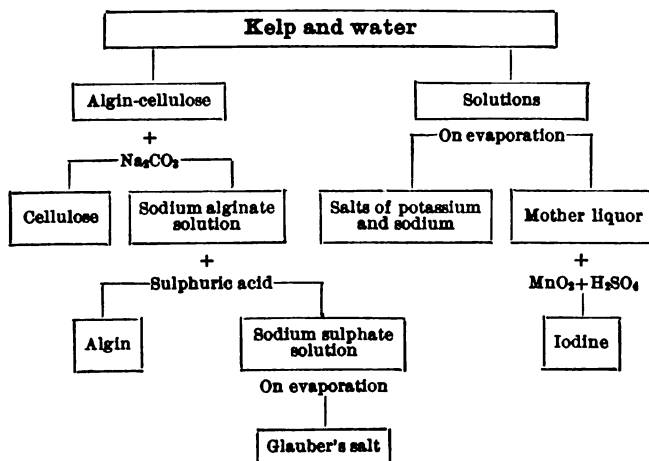 Kelp and water
Algin-cellulose
Solutions
+
On evaporation
Na₂CO₃
Cellulose
Sodium alginate
solution
Salts of potassium
and sodium
Mother liquor
+
+
Sulphuric acid
MnO₂+H₂SO₄
Algin
Sodium sulphate
solution
Iodine
On evaporation
Glauber's salt